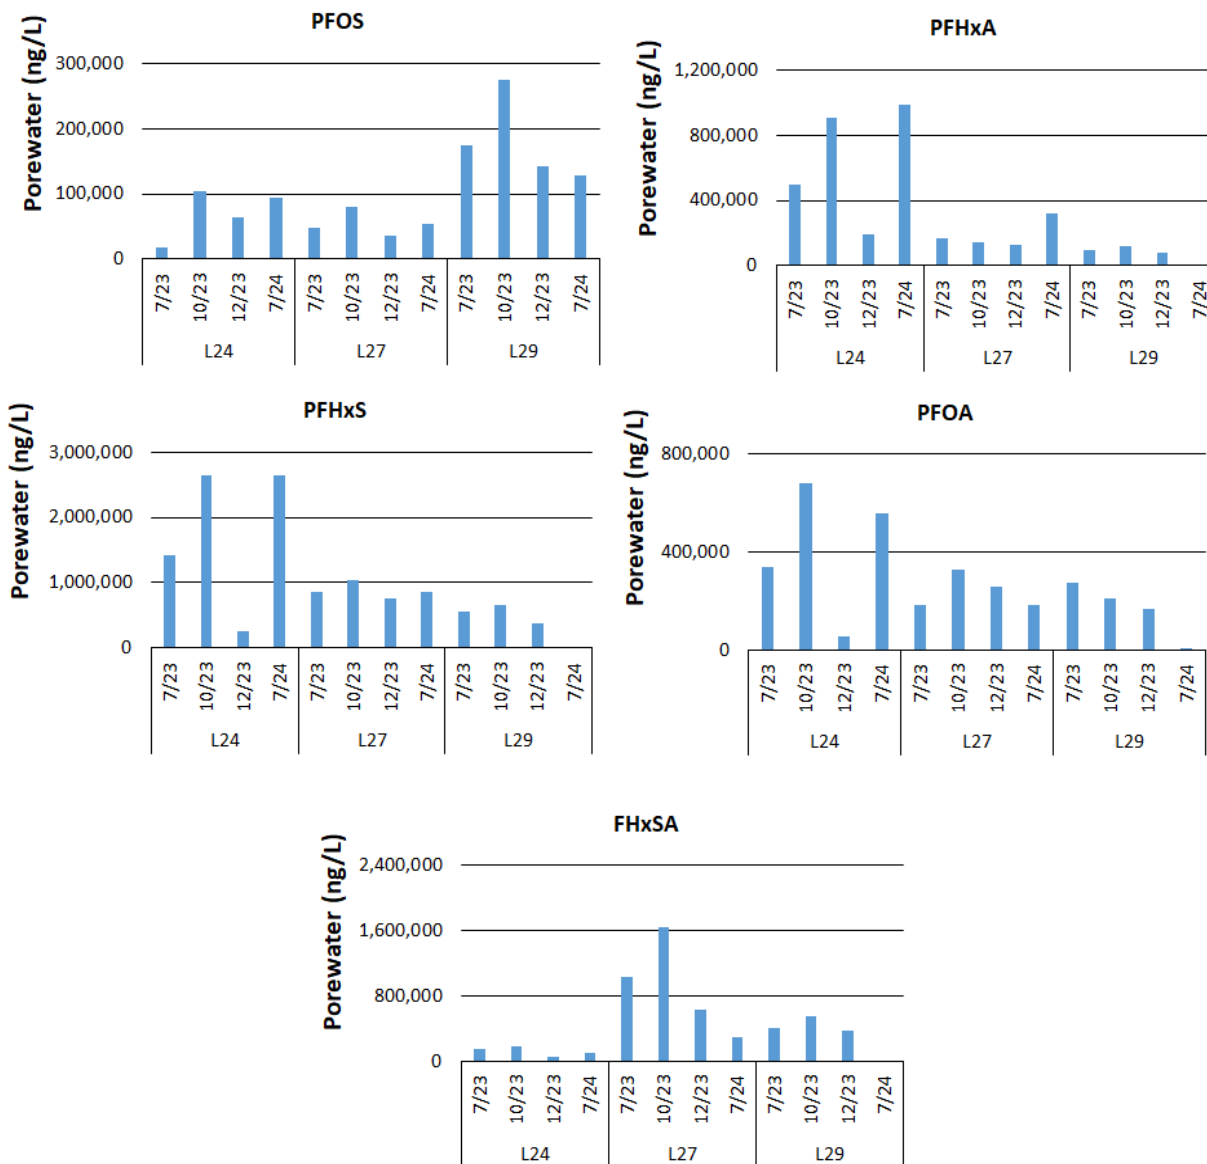 PFOS
Porewater (ng/L)
300,000
200,000
100,000
0
7/23 10/23 12/23 7/24 7/23 10/23 12/23 7/24 7/23 10/23 12/23 7/24
L24 L27 L29
PFHxA
Porewater (ng/L)
1,200,000
800,000
400,000
0
7/23 10/23 12/23 7/24 7/23 10/23 12/23 7/24 7/23 10/23 12/23 7/24
L24 L27 L29
PFHxS
Porewater (ng/L)
3,000,000
2,000,000
1,000,000
0
7/23 10/23 12/23 7/24 7/23 10/23 12/23 7/24 7/23 10/23 12/23 7/24
L24 L27 L29
PFOA
Porewater (ng/L)
800,000
400,000
0
7/23 10/23 12/23 7/24 7/23 10/23 12/23 7/24 7/23 10/23 12/23 7/24
L24 L27 L29
FHxSA
Porewater (ng/L)
2,400,000
1,600,000
800,000
0
7/23 10/23 12/23 7/24 7/23 10/23 12/23 7/24 7/23 10/23 12/23 7/24
L24 L27 L29